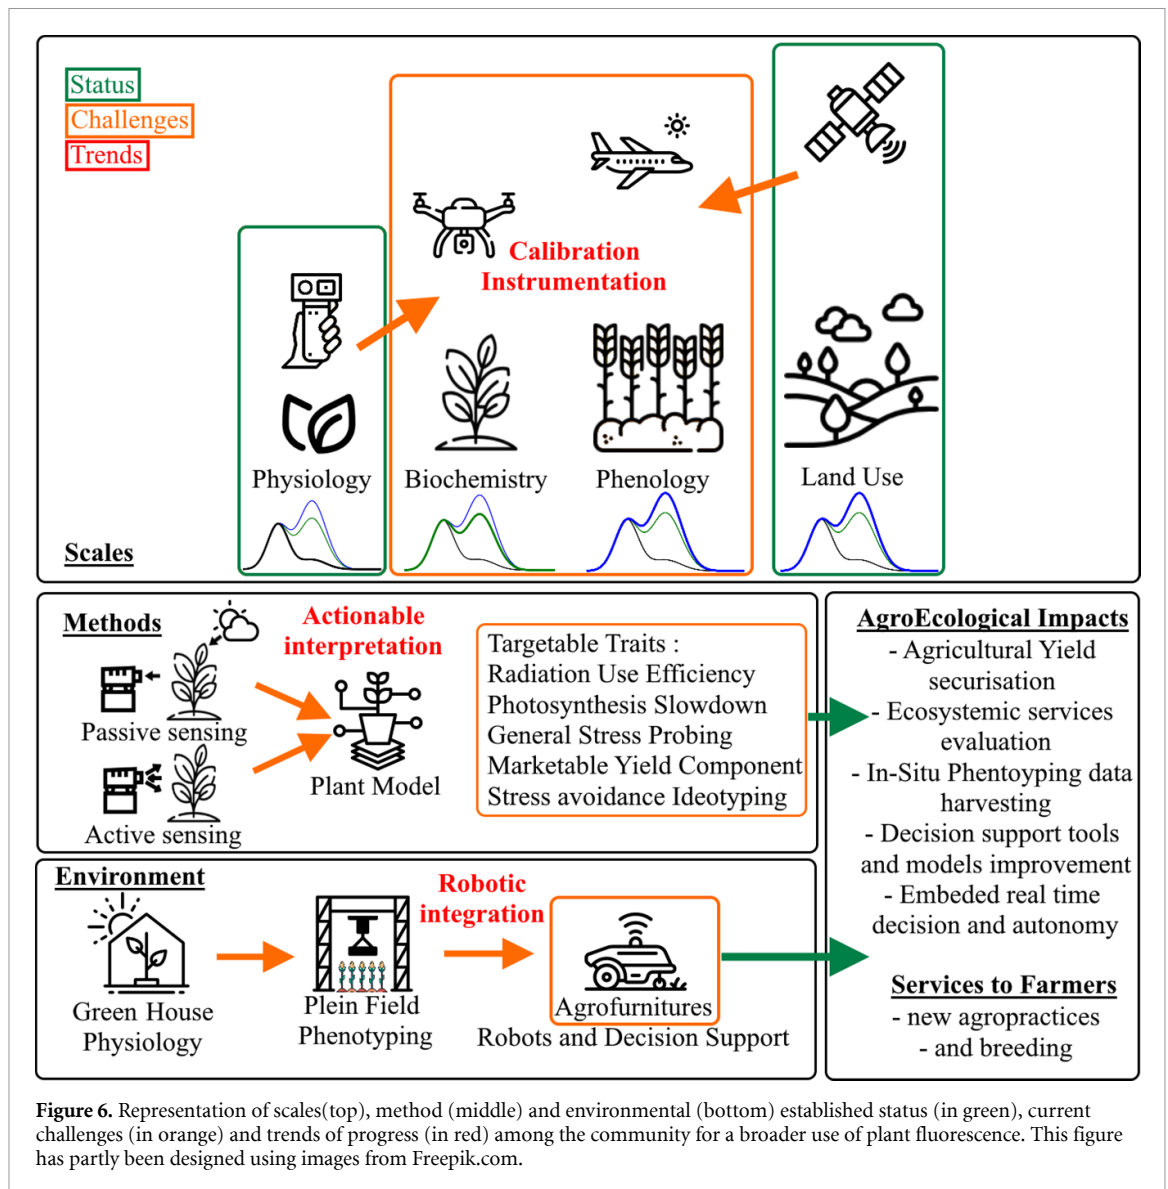 Status
Challenges
Trends
Calibration
Instrumentation
Physiology
Biochemistry
Phenology
Land Use
Scales
Methods
Passive sensing
Active sensing
Actionable
interpretation
Plant Model
Targetable Traits :
Radiation Use Efficiency
Photosynthesis Slowdown
General Stress Probing
Marketable Yield Component
Stress avoidance Ideotyping
Environment
Green House
Physiology
Plein Field
Phenotyping
Robotic
integration
Agrofurnitures
Robots and Decision Support
AgroEcological Impacts
- Agricultural Yield
securisation
- Ecosystemic services
evaluation
- In-Situ Phentoyping data
harvesting
- Decision support tools
and models improvement
- Embeded real time
decision and autonomy
Services to Farmers
- new agropractices
- and breeding
Figure 6. Representation of scales(top), method (middle) and environmental (bottom) established status (in green), current
challenges (in orange) and trends of progress (in red) among the community for a broader use of plant fluorescence. This figure
has partly been designed using images from Freepik.com.